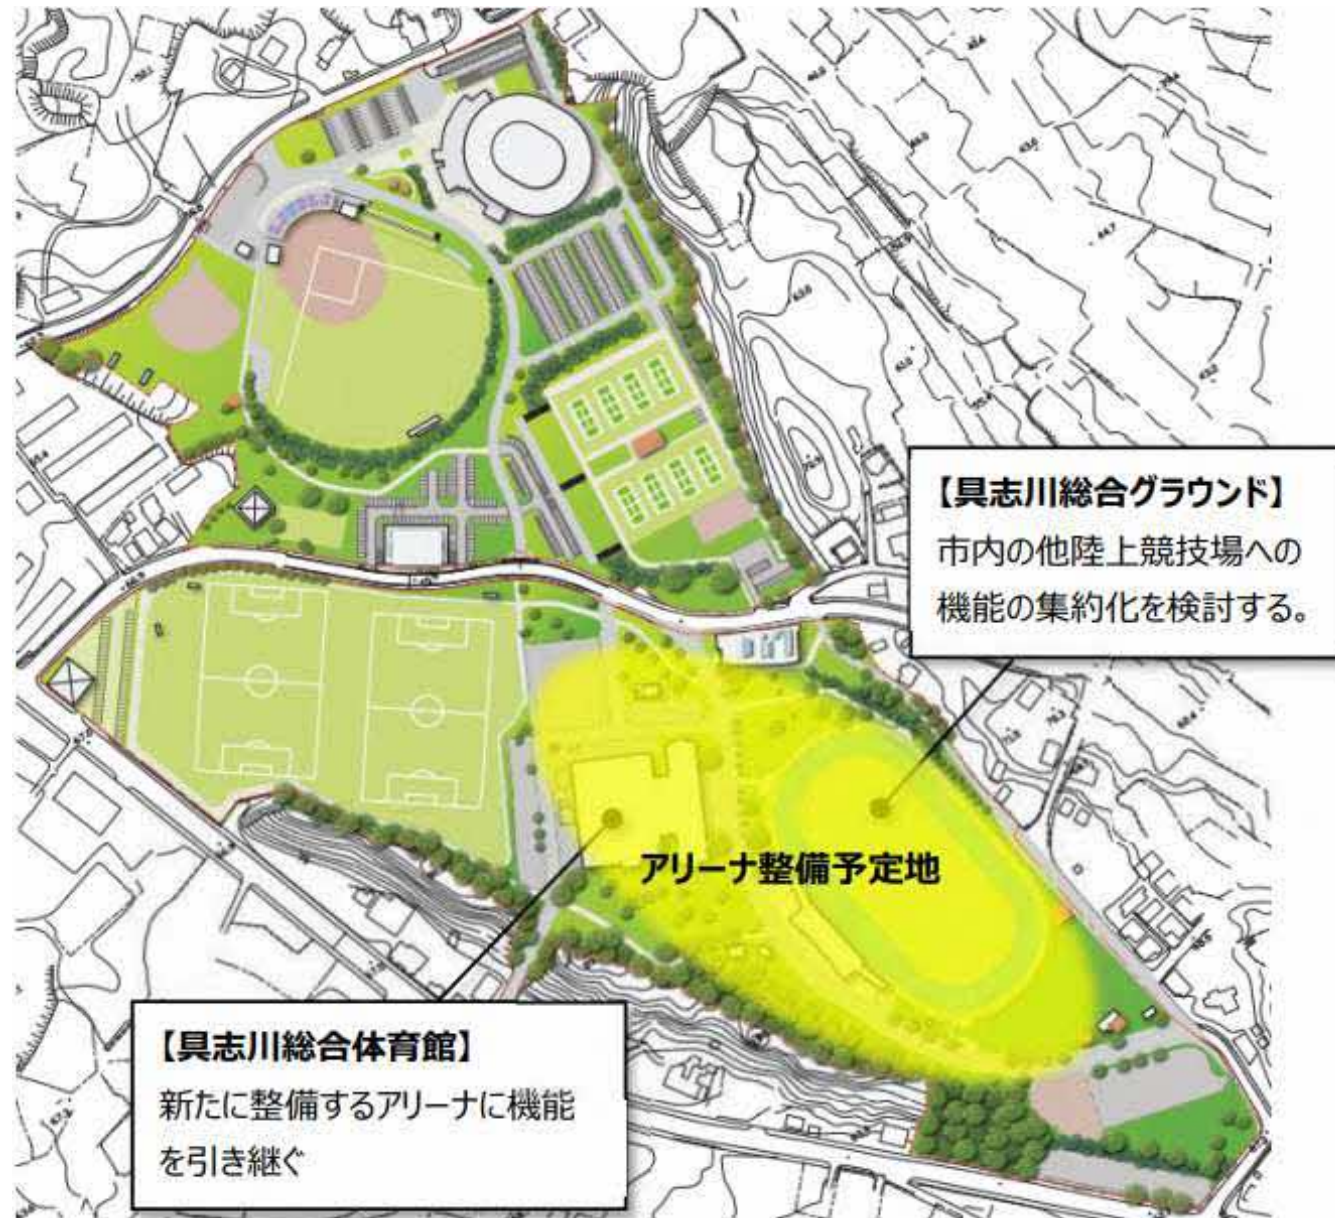 【具志川総合グラウンド】
市内の他陸上競技場への
機能の集約化を検討する。
アリーナ整備予定地
【具志川総合体育館】
新たに整備するアリーナに機能
を引き継ぐ